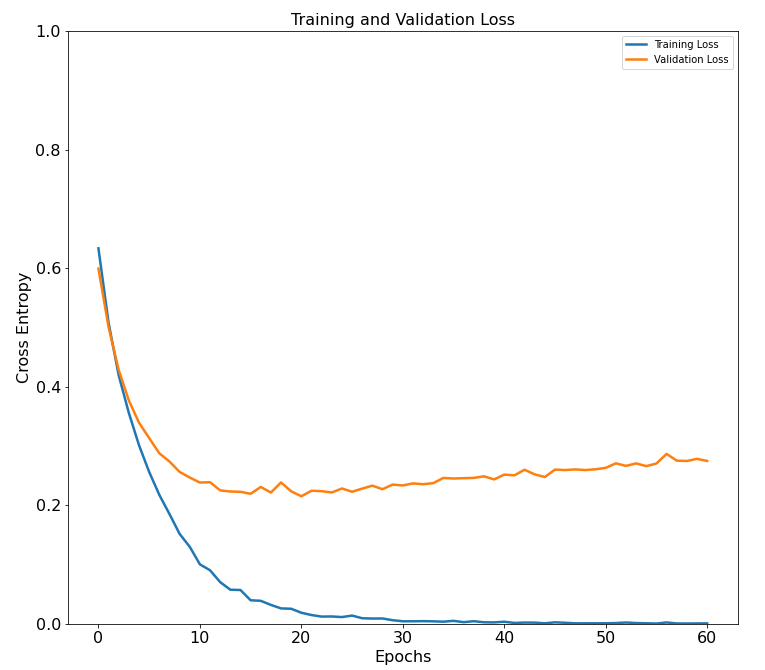 Training and Validation Loss
1.0
Training Loss
Validation Loss
0.8
0.6
Cross Entropy
0.4
0.2
0.0
0 10 20 30 40 50 60
Epochs